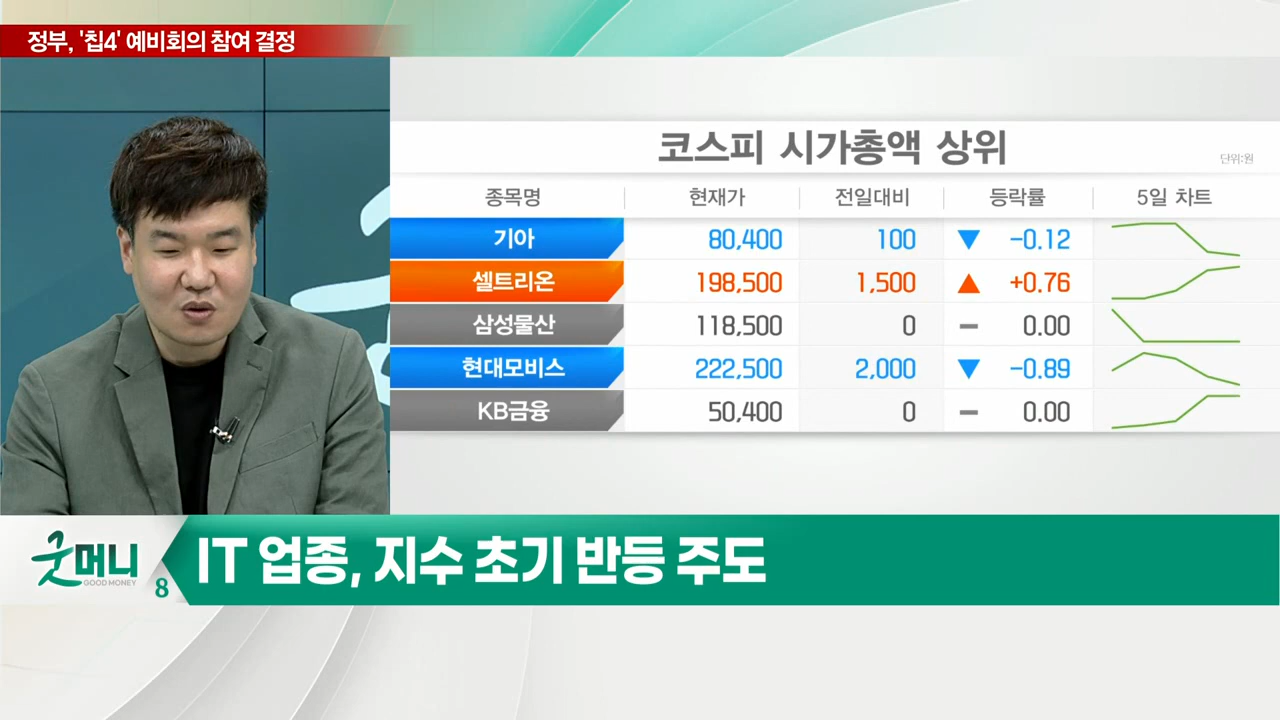 정부, '칩4' 예비회의 참여 결정
코스피 시가총액 상위
단위:원
종목명 현재가 전일대비 등락률 5일 차트
기아 80,400 100 ▼ -0.12
셀트리온 198,500 1,500 ▲ +0.76
삼성물산 118,500 0 - 0.00
현대모비스 222,500 2,000 ▼ -0.89
KB금융 50,400 0 - 0.00
굿머니
GOOD MONEY
8
IT 업종, 지수 초기 반등 주도